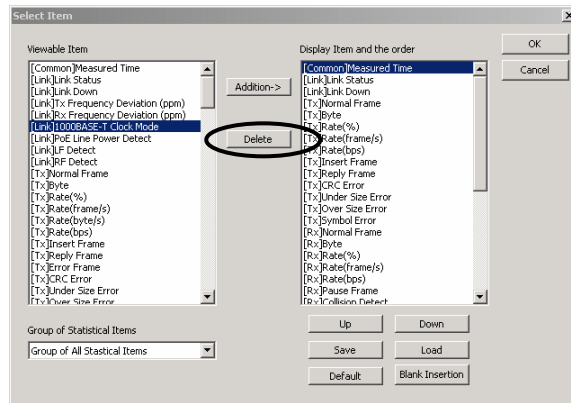 Select Item
Viewable Item
[Common]Measured Time
[Link]Link Status
[Link]Link Down
[Link]Tx Frequency Deviation (ppm)
[Link]Rx Frequency Deviation (ppm)
[Link]1000BASE-T Clock Mode
[Link]PoE Line Power Detect
[Link]LF Detect
[Link]RF Detect
[Tx]Normal Frame
[Tx]Byte
[Tx]Rate(%)
[Tx]Rate(frame/s)
[Tx]Rate(byte/s)
[Tx]Rate(bps)
[Tx]Insert Frame
[Tx]Reply Frame
[Tx]Error Frame
[Tx]CRC Error
[Tx]Under Size Error
[Tx]Over Size Error
Group of Statistical Items
Group of All Stastical Items
Addition->
Delete
Display Item and the order
[Common]Measured Time
[Link]Link Status
[Link]Link Down
[Tx]Normal Frame
[Tx]Byte
[Tx]Rate(%)
[Tx]Rate(frame/s)
[Tx]Rate(bps)
[Tx]Insert Frame
[Tx]Reply Frame
[Tx]CRC Error
[Tx]Under Size Error
[Tx]Over Size Error
[Tx]Symbol Error
[Rx]Normal Frame
[Rx]Byte
[Rx]Rate(%)
[Rx]Rate(frame/s)
[Rx]Rate(bps)
[Rx]Pause Frame
[Rx]Collision Detect
Up Down
Save Load
Default Blank Insertion
OK
Cancel